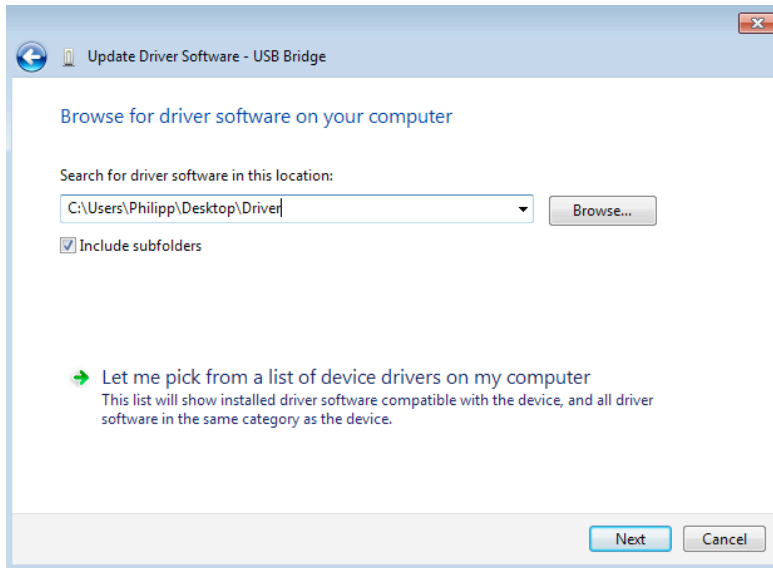 Update Driver Software - USB Bridge
Browse for driver software on your computer
Search for driver software in this location:
C:\Users\Philipp\Desktop\Driver
Browse...
Include subfolders
Let me pick from a list of device drivers on my computer
This list will show installed driver software compatible with the device, and all driver
software in the same category as the device.
Next
Cancel